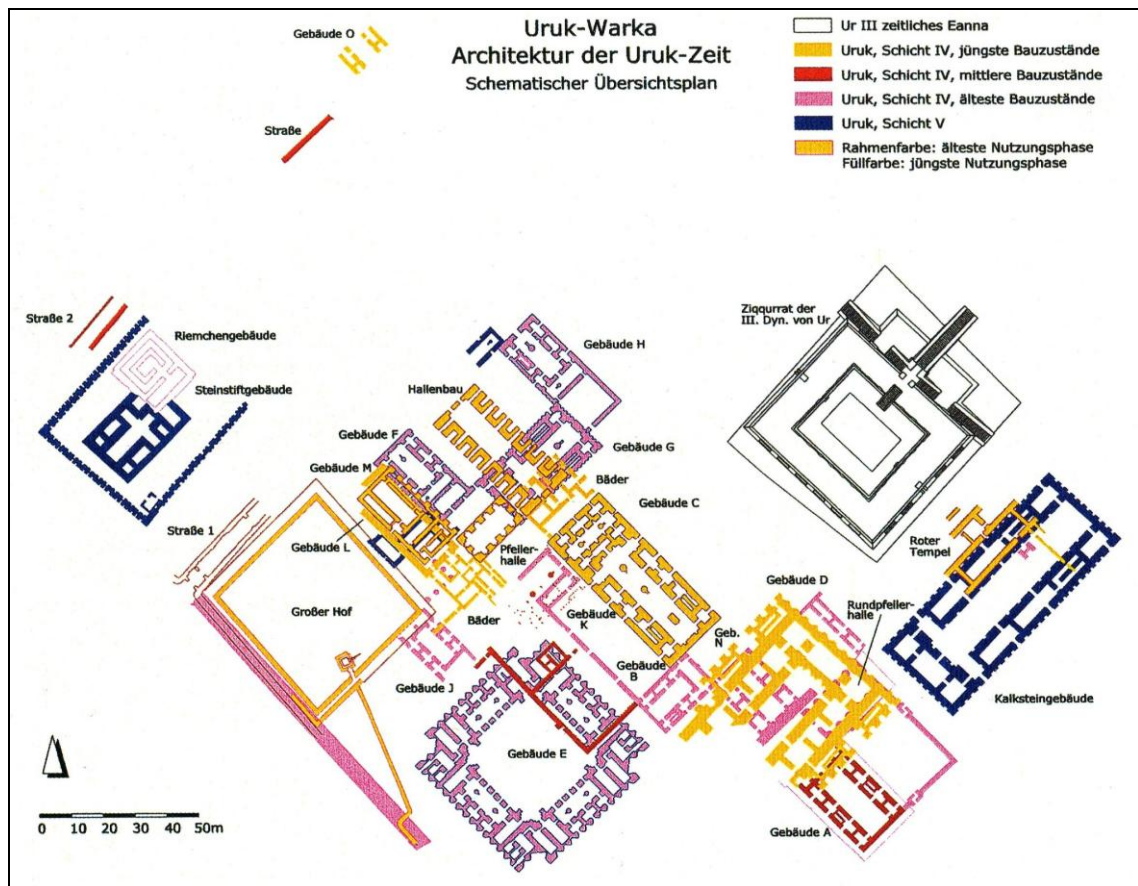 Uruk-Warka
Architektur der Uruk-Zeit
Schematischer Übersichtsplan
Ur III zeitliches Eanna
Uruk, Schicht IV, jüngste Bauzustände
Uruk, Schicht IV, mittlere Bauzustände
Uruk, Schicht IV, älteste Bauzustände
Uruk, Schicht V
Rahmenfarbe: älteste Nutzungsphase
Füllfarbe: jüngste Nutzungsphase
Gebäude O
Straße
Straße 2
Riemchengebäude
Steinstiftgebäude
Ziqqurrat der
III. Dyn. von Ur
Gebäude H
Hallenbau
Gebäude F
Gebäude G
Gebäude M
Bäder
Gebäude C
Straße 1
Gebäude L
Pfeiler-
halle
Roter
Tempel
Gebäude D
Rundpfeiler-
halle
Großer Hof
Bäder
Gebäude
K
Geb.
N
Gebäude
B
Gebäude J
Kalksteingebäude
Gebäude E
Gebäude A
0 10 20 30 40 50m